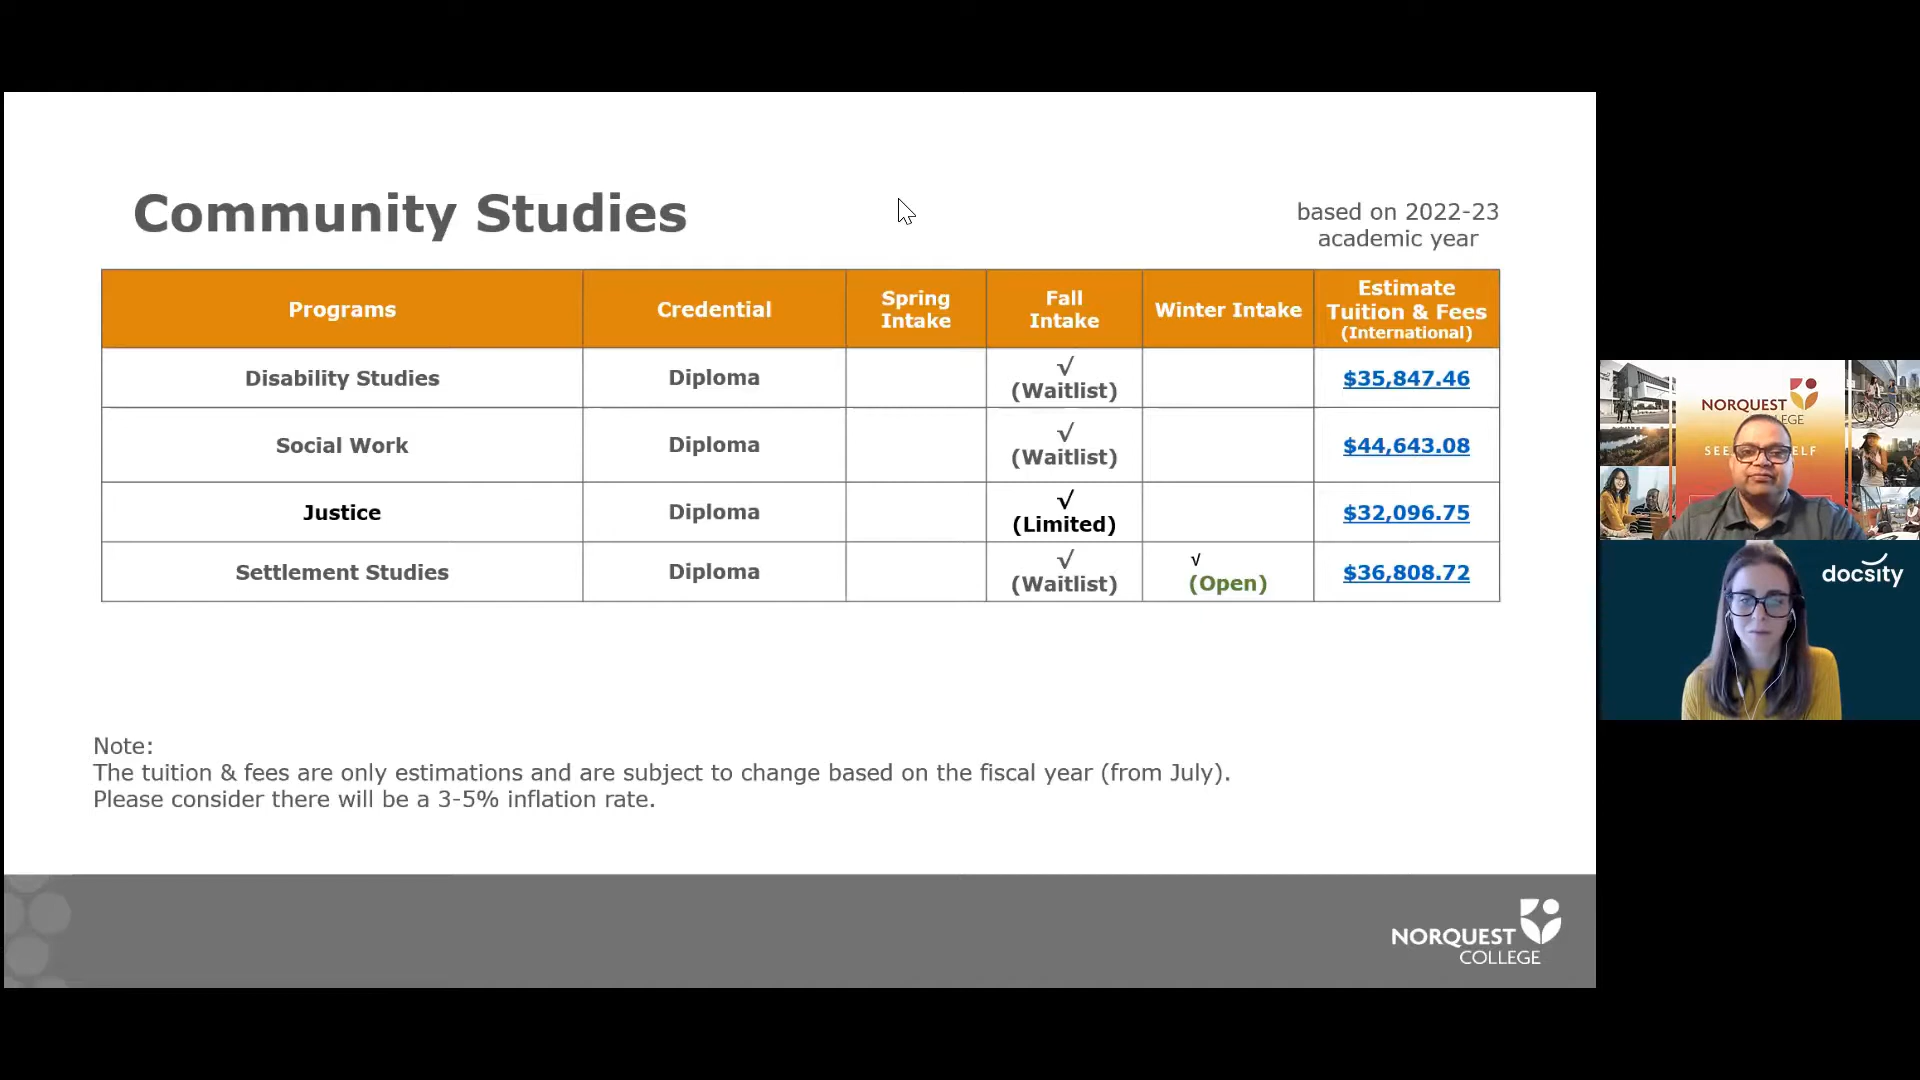 Community Studies
based on 2022-23
academic year
Programs
Credential
Spring
Intake
Fall
Intake
Winter Intake
Estimate
Tuition & Fees
(International)
Disability Studies
Diploma
√
(Waitlist)
$35,847.46
Social Work
Diploma
√
(Waitlist)
$44,643.08
Justice
Diploma
√
(Limited)
$32,096.75
Settlement Studies
Diploma
√
(Waitlist)
√
(Open)
$36,808.72
Note:
The tuition & fees are only estimations and are subject to change based on the fiscal year (from July).
Please consider there will be a 3-5% inflation rate.
NORQUEST
COLLEGE
NORQUEST
docsity